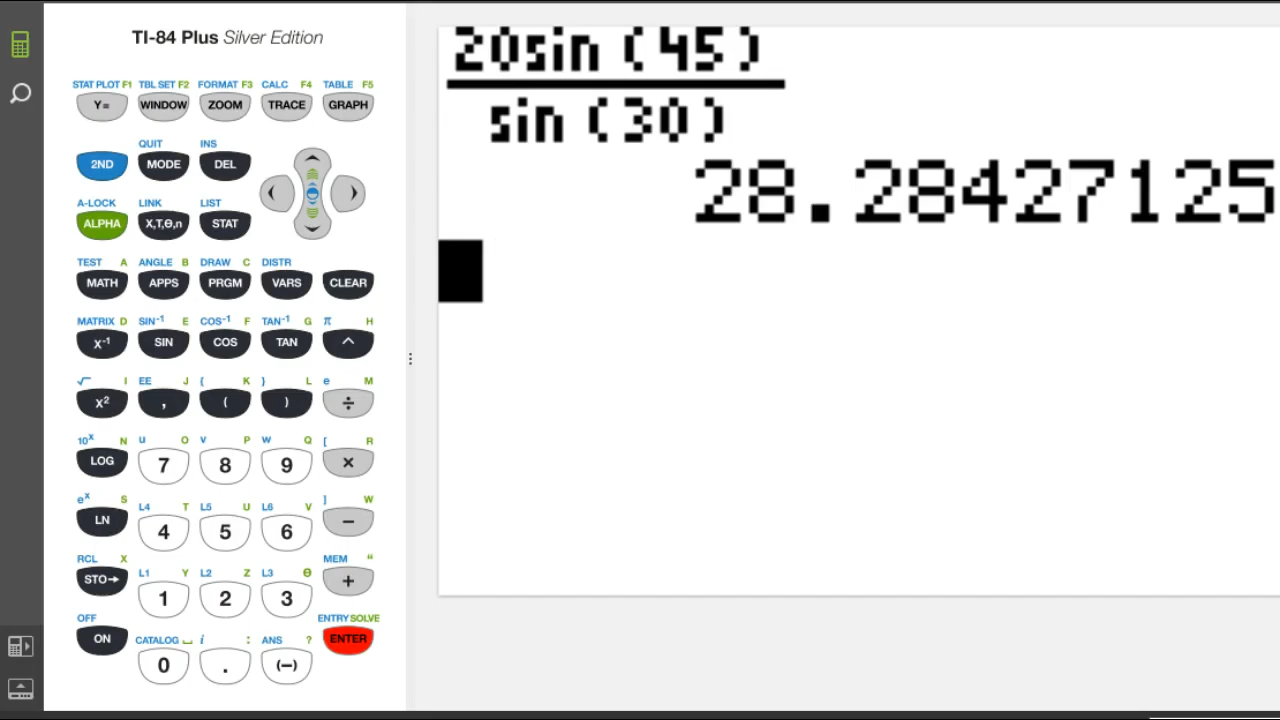 TI-84 Plus Silver Edition
STAT PLOT F1 TBL SET F2 FORMAT F3 CALC F4 TABLE F5
Y= WINDOW ZOOM TRACE GRAPH
QUIT INS
2ND MODE DEL
A-LOCK LINK LIST
ALPHA X,T,Θ,n STAT
TEST A ANGLE B DRAW C DISTR
MATH APPS PRGM VARS CLEAR
MATRIX D SIN⁻¹ E COS⁻¹ F TAN⁻¹ G π H
X⁻¹ SIN COS TAN ^
√ I EE J { K } L e M
X² , ( ) ÷
10ˣ N u O v P w Q [ R
LOG 7 8 9 ×
eˣ S L4 T L5 U L6 V ] W
LN 4 5 6 −
RCL X L1 Y L2 Z L3 Θ MEM "
STO→ 1 2 3 +
OFF CATALOG ⎵ i : ANS ? ENTRY SOLVE
ON 0 . (−) ENTER
20sin(45)
sin(30)
28.28427125